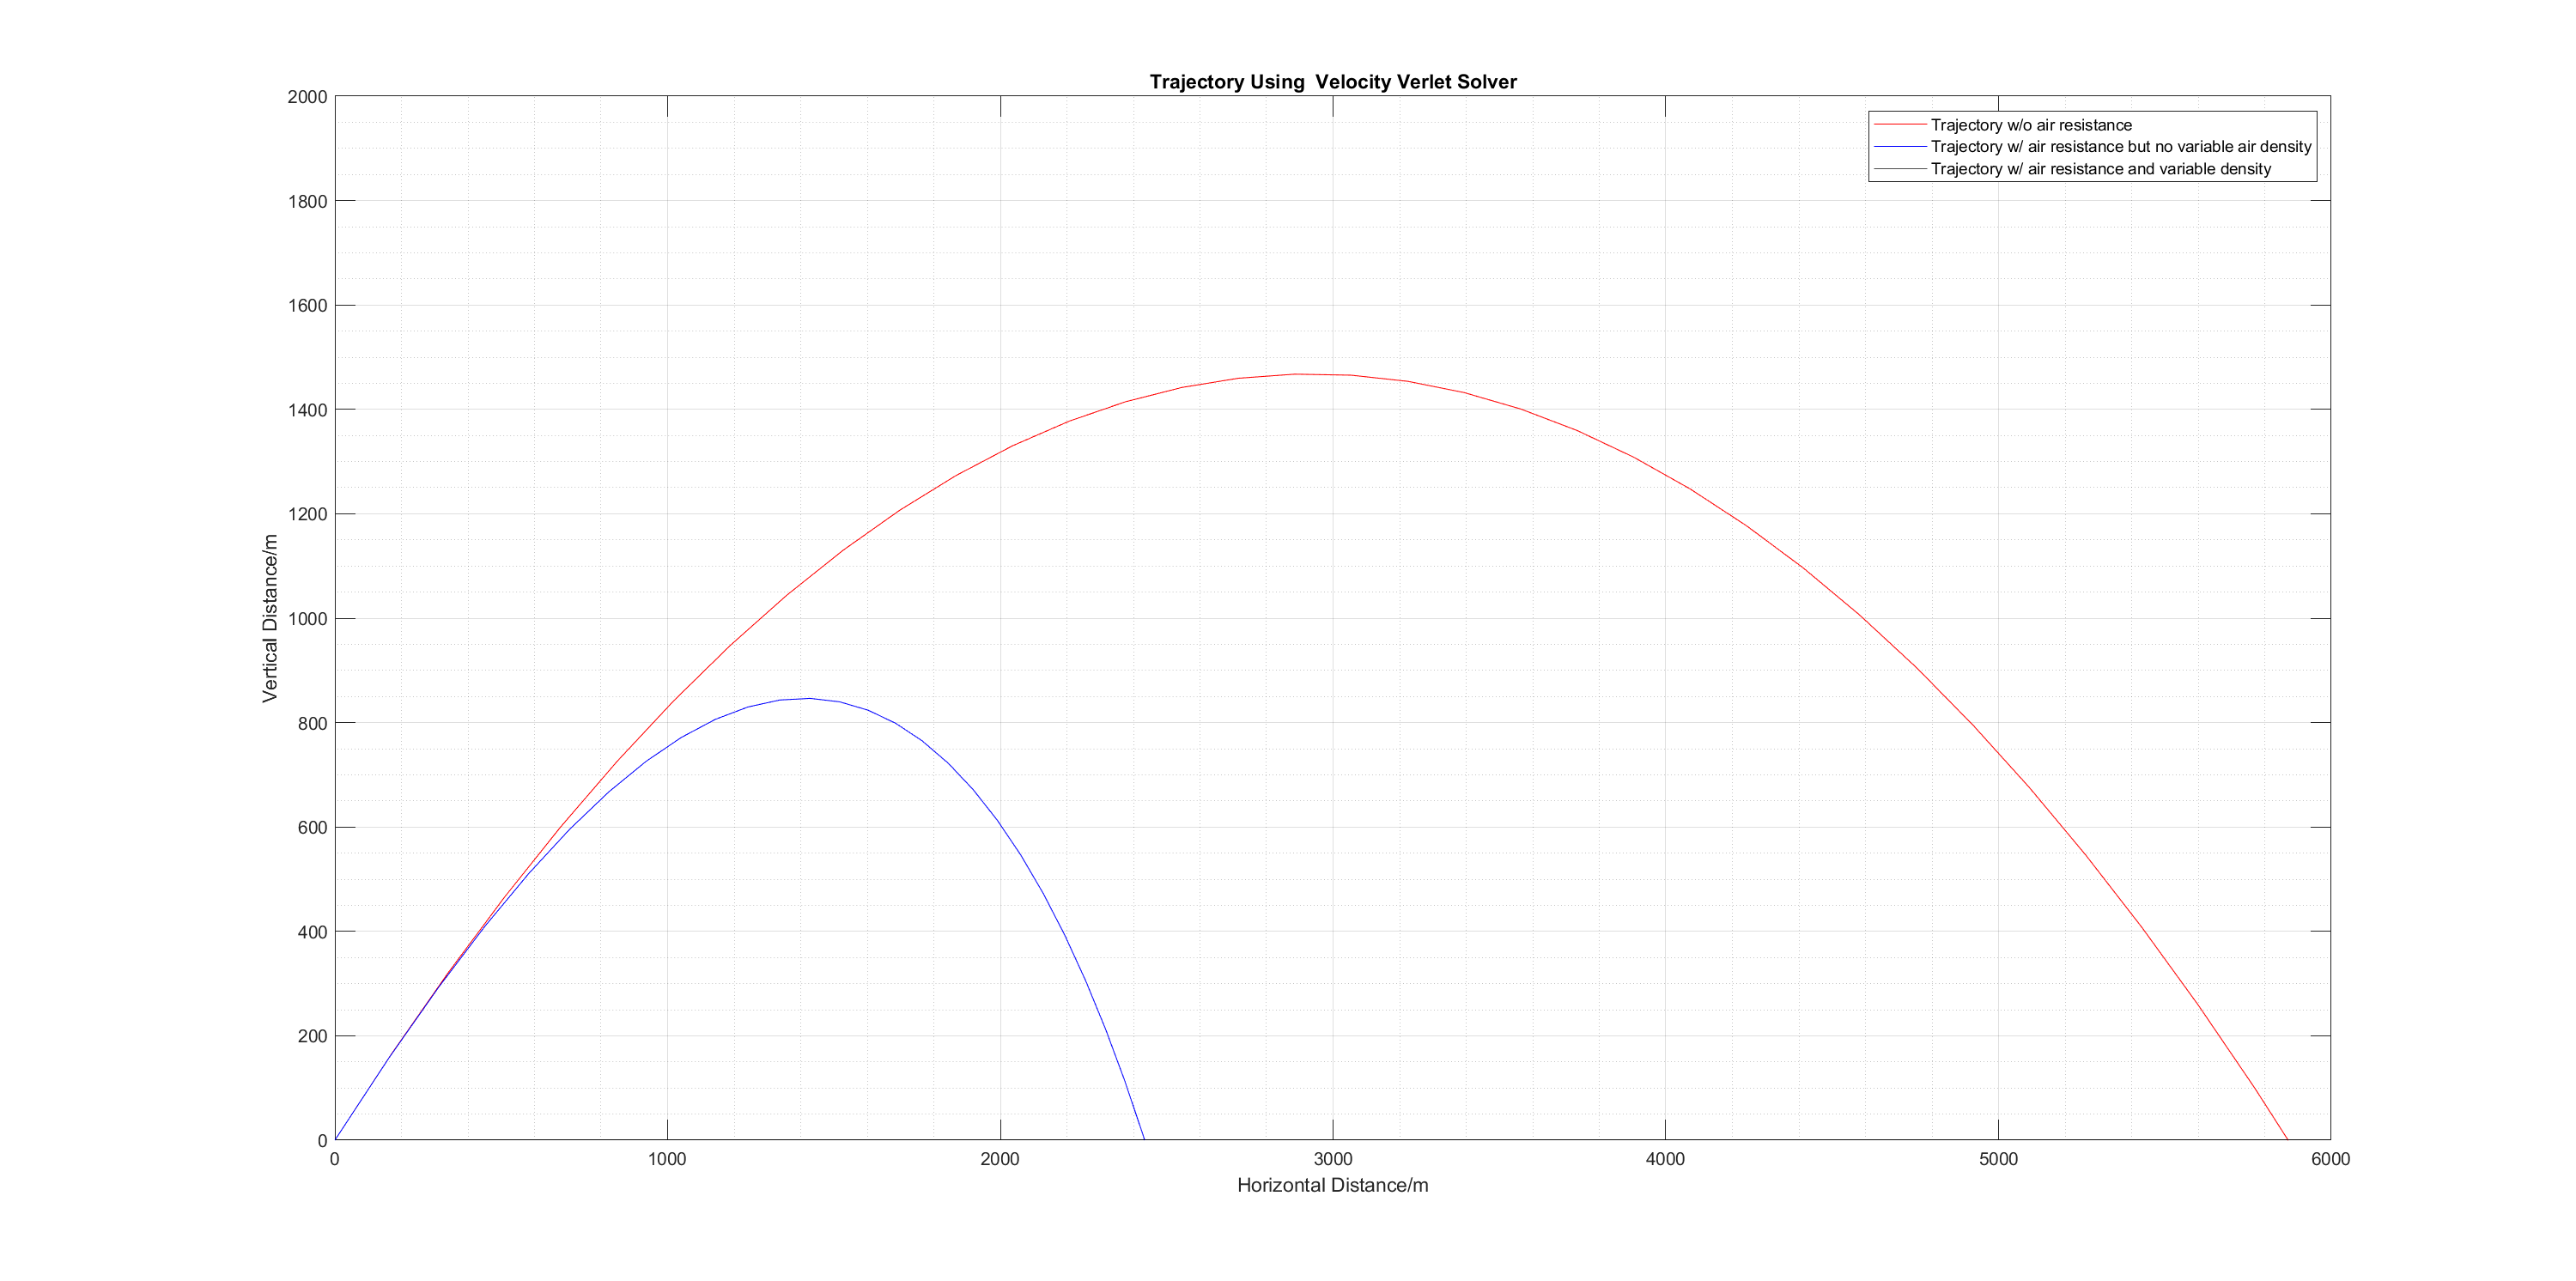 Trajectory Using  Velocity Verlet Solver
Trajectory w/o air resistance
Trajectory w/ air resistance but no variable air density
Trajectory w/ air resistance and variable density
Vertical Distance/m
2000
1800
1600
1400
1200
1000
800
600
400
200
0
0 1000 2000 3000 4000 5000 6000
Horizontal Distance/m